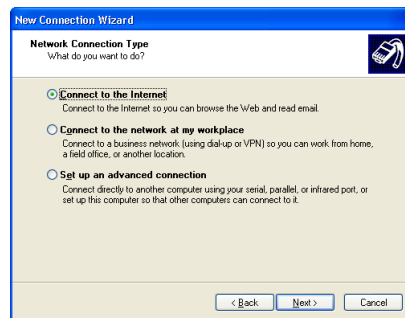 New Connection Wizard
Network Connection Type
What do you want to do?
Connect to the Internet
Connect to the Internet so you can browse the Web and read email.
Connect to the network at my workplace
Connect to a business network (using dial-up or VPN) so you can work from home,
a field office, or another location.
Set up an advanced connection
Connect directly to another computer using your serial, parallel, or infrared port, or
set up this computer so that other computers can connect to it.
< Back
Next >
Cancel